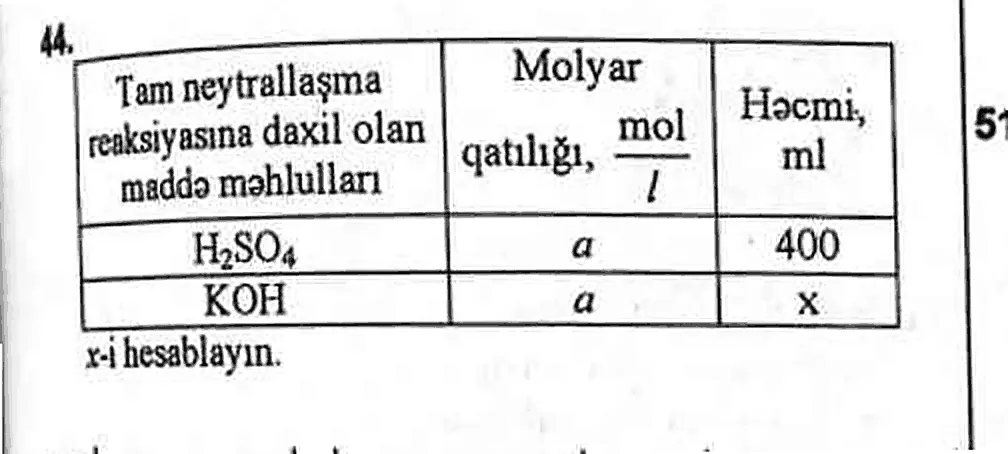 44.
Tam neytrallaşma
reaksiyasına daxil olan
maddə məhlulları
Molyar
qatılığı, mol/l
Həcmi,
ml
H₂SO₄ a 400
KOH a x
x-i hesablayın.
51